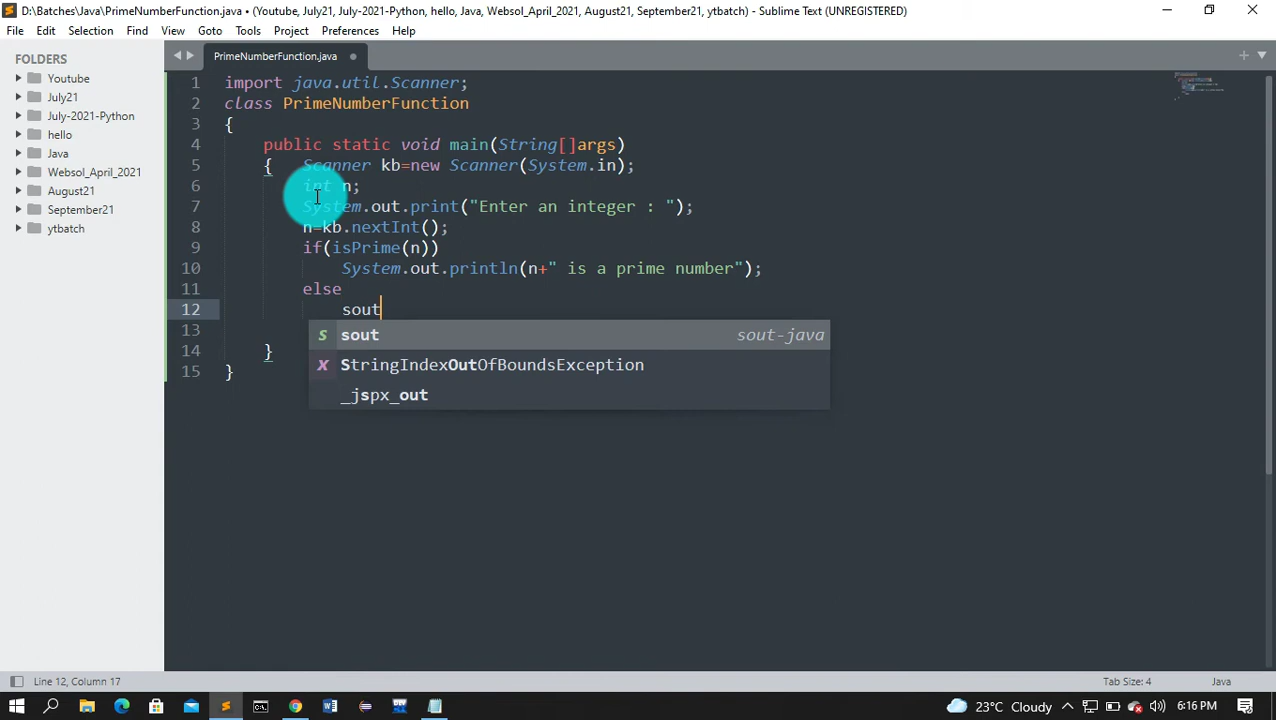 D:\Batches\Java\PrimeNumberFunction.java • (Youtube, July21, July-2021-Python, hello, Java, Websol_April_2021, August21, September21, ytbatch) - Sublime Text (UNREGISTERED)
File Edit Selection Find View Goto Tools Project Preferences Help
FOLDERS
Youtube
July21
July-2021-Python
hello
Java
Websol_April_2021
August21
September21
ytbatch
PrimeNumberFunction.java
1 import java.util.Scanner;
2 class PrimeNumberFunction
3 {
4 public static void main(String[]args)
5 { Scanner kb=new Scanner(System.in);
6 int n;
7 System.out.print("Enter an integer : ");
8 n=kb.nextInt();
9 if(isPrime(n))
10 System.out.println(n+" is a prime number");
11 else
12 sout
13
14 }
15 }
s sout sout-java
x StringIndexOutOfBoundsException
_jspx_out
Line 12, Column 17
Tab Size: 4 Java
23°C Cloudy 6:16 PM